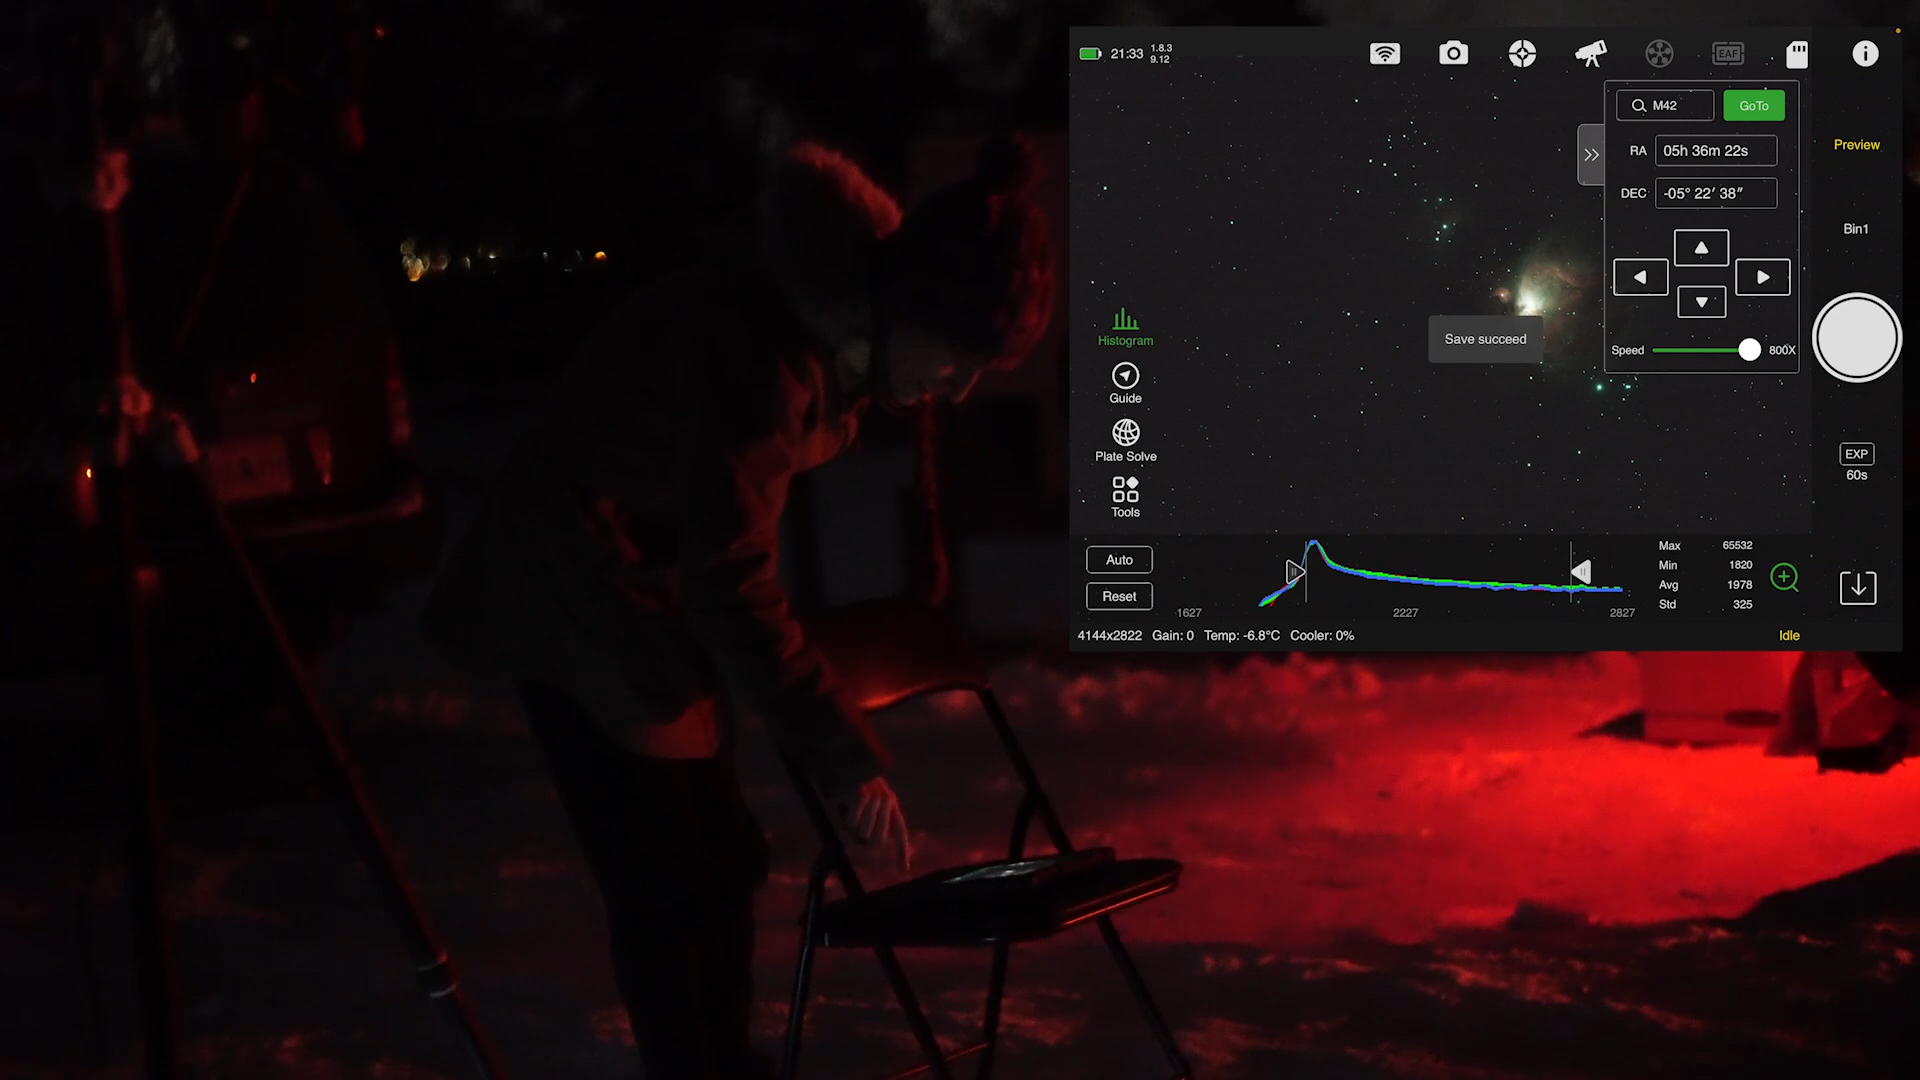 21:33
1.8.3
9.12
EAF
M42
GoTo
RA 05h 36m 22s
DEC -05° 22′ 38″
Speed 800X
Preview
Bin1
EXP
60s
Histogram
Guide
Plate Solve
Tools
Save succeed
Auto
Reset
1627 2227 2827
Max 65532
Min 1820
Avg 1978
Std 325
4144x2822 Gain: 0 Temp: -6.8°C Cooler: 0%
Idle